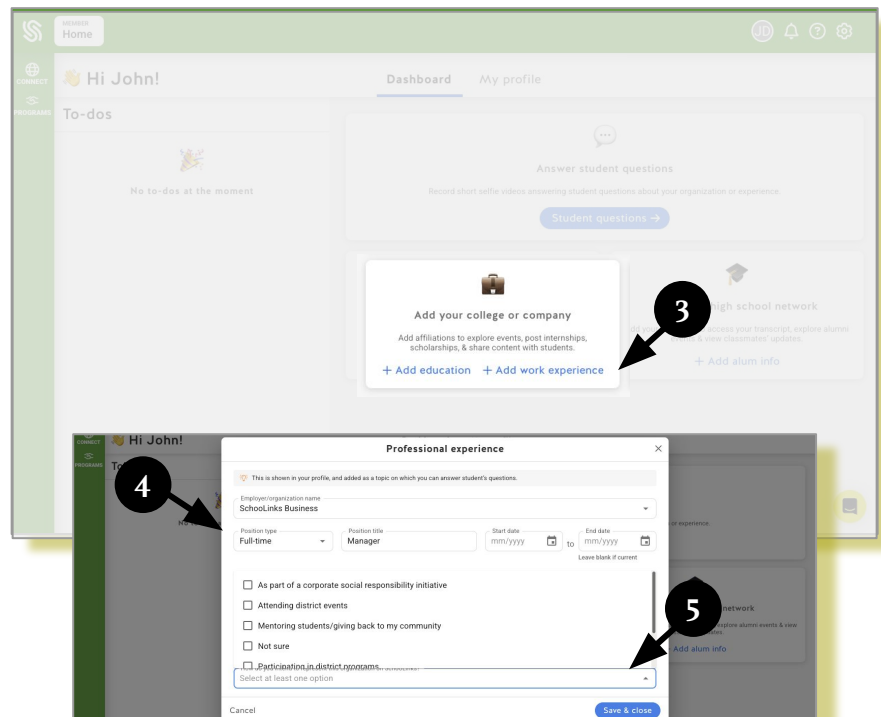 MEMBER
Home
JD
CONNECT
PROGRAMS
👋 Hi John!
Dashboard
My profile
To-dos
No to-dos at the moment
Answer student questions
Record short selfie videos answering student questions about your organization or experience.
Student questions →
Add your college or company
Add affiliations to explore events, post internships,
scholarships, & share content with students.
+ Add education + Add work experience
3
high school network
access your transcript, explore alumni
& view classmates' updates.
+ Add alum info
CONNECT
PROGRAMS
Hi John!
4
Professional experience
This is shown in your profile, and added as a topic on which you can answer student's questions.
Employer/organization name
SchooLinks Business
Position type
Full-time
Position title
Manager
Start date
mm/yyyy
to
End date
mm/yyyy
Leave blank if current
As part of a corporate social responsibility initiative
Attending district events
Mentoring students/giving back to my community
Not sure
Participating in district programs
Select at least one option
5
Cancel
Save & close
or experience.
network
explore alumni events & view
Add alum info